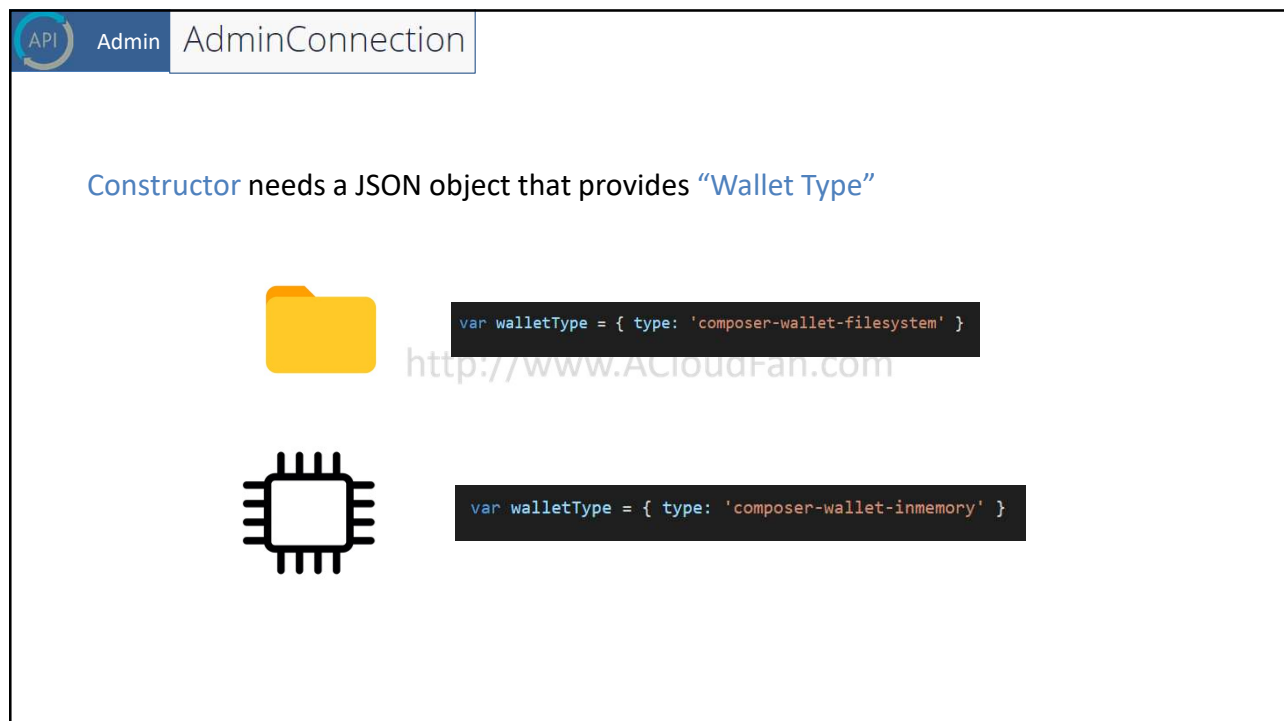 API
Admin
AdminConnection
Constructor needs a JSON object that provides “Wallet Type”
var walletType = { type: 'composer-wallet-filesystem' }
http://www.ACloudFan.com
var walletType = { type: 'composer-wallet-inmemory' }